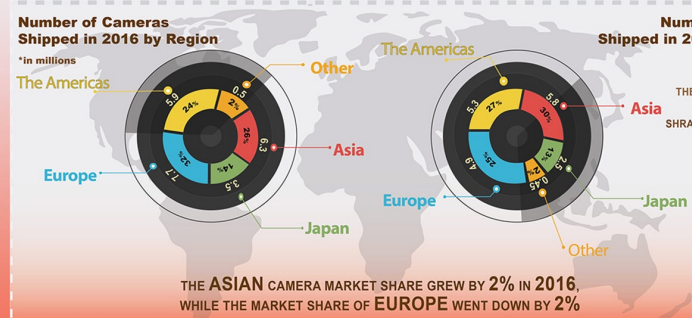 Number of Cameras
Shipped in 2016 by Region
*in millions
The Americas
5.9
24%
0.5
2%
Other
26%
6.3
Asia
14%
3.5
Japan
32%
7.7
Europe
The Americas
5.3
27%
5.8
30%
Asia
13%
2.5
Japan
2%
0.45
Other
25%
4.9
Europe
Num
Shipped in 2
THE
SHRA
THE ASIAN CAMERA MARKET SHARE GREW BY 2% IN 2016,
WHILE THE MARKET SHARE OF EUROPE WENT DOWN BY 2%